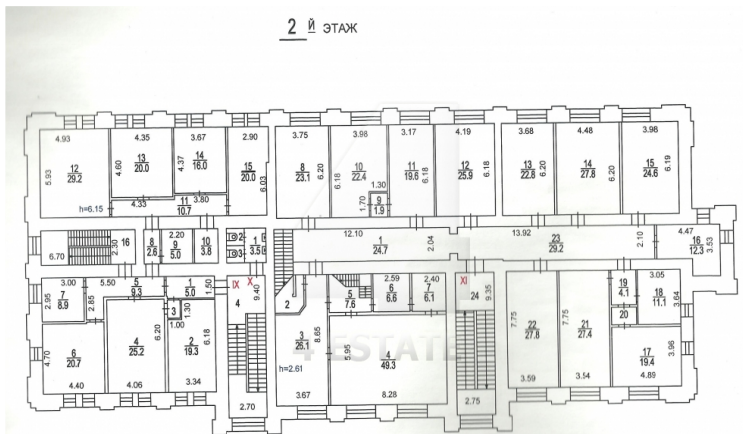 2 й ЭТАЖ
4.93 4.35 3.67 2.90 3.75 3.98 3.17 4.19 3.68 4.48 3.98
5.93 12 29.2 4.60 13 20.0 4.37 14 16.0 15 20.0 6.03
8 23.1 6.20 6.18 10 22.4 11 19.6 6.18 12 25.9 6.18
13 22.8 6.20 14 27.8 6.20 15 24.6 6.19
1.30 1.70 9 1.9
h=6.15 4.33 11 10.7 3.80
6.70 2.30 16 8 2.6 9 5.0 10 3.8 2 3 1 3.5
12.10 1 24.7 2.04 13.92 23 29.2 2.10 4.47 16 12.3 3.53
2.20
3.00 5.50 5 9.3 1 5.0 1.50 IX X 9.40 4
2.95 7 8.9 2.85 3 1.30 1.00
4.70 6 20.7 4 25.2 6.20 2 19.3 6.18
4.40 4.06 3.34 2.70
2 5 7.6 2.59 6 6.6 2.40 7 6.1 XI 24 9.35
3 26.1 8.65 5.95 4 49.3
h=2.61 3.67 8.28 2.75
7.75 22 27.8 7.75 21 27.4 19 4.1 20 3.05 18 11.1 3.64
17 19.4 3.96
3.59 3.54 4.89
4 ESTATE